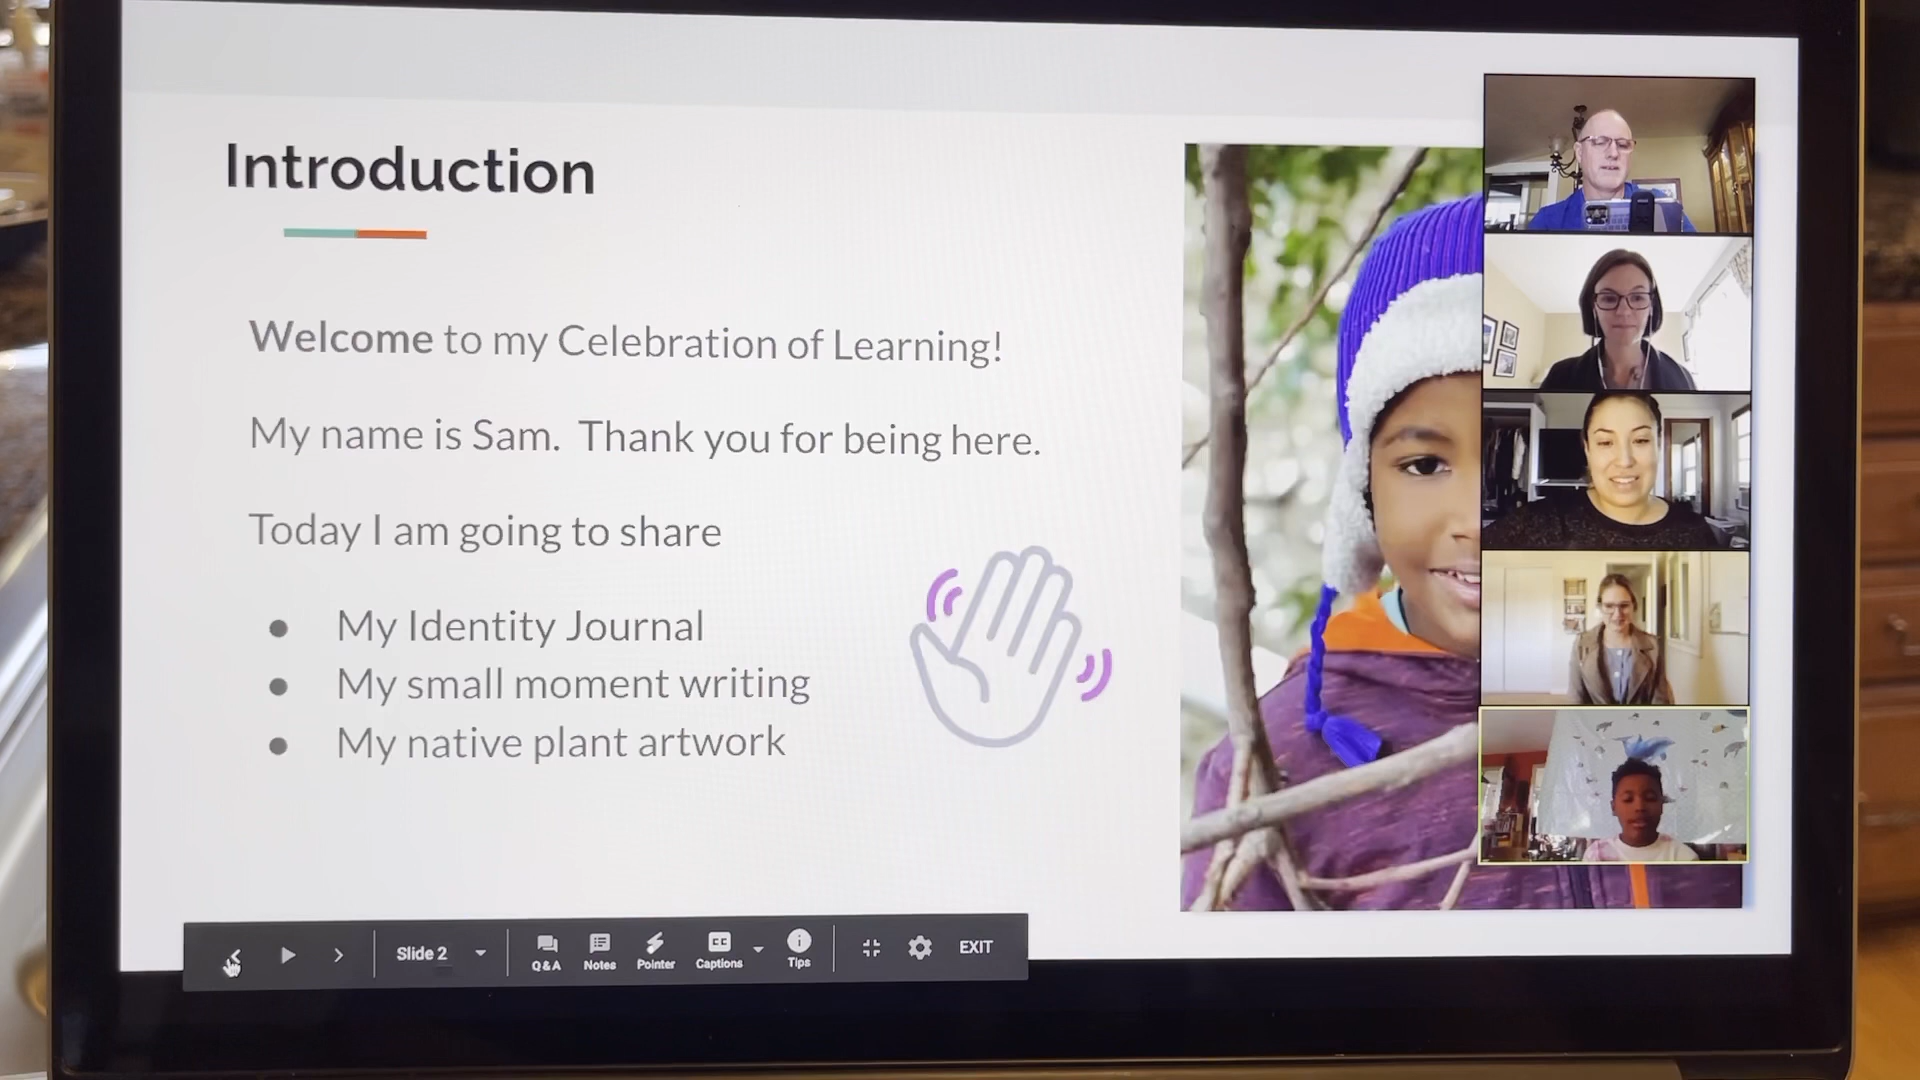 Introduction
Welcome to my Celebration of Learning!
My name is Sam. Thank you for being here.
Today I am going to share
● My Identity Journal
● My small moment writing
● My native plant artwork
Slide 2
Q&A
Notes
Pointer
CC
Captions
Tips
EXIT